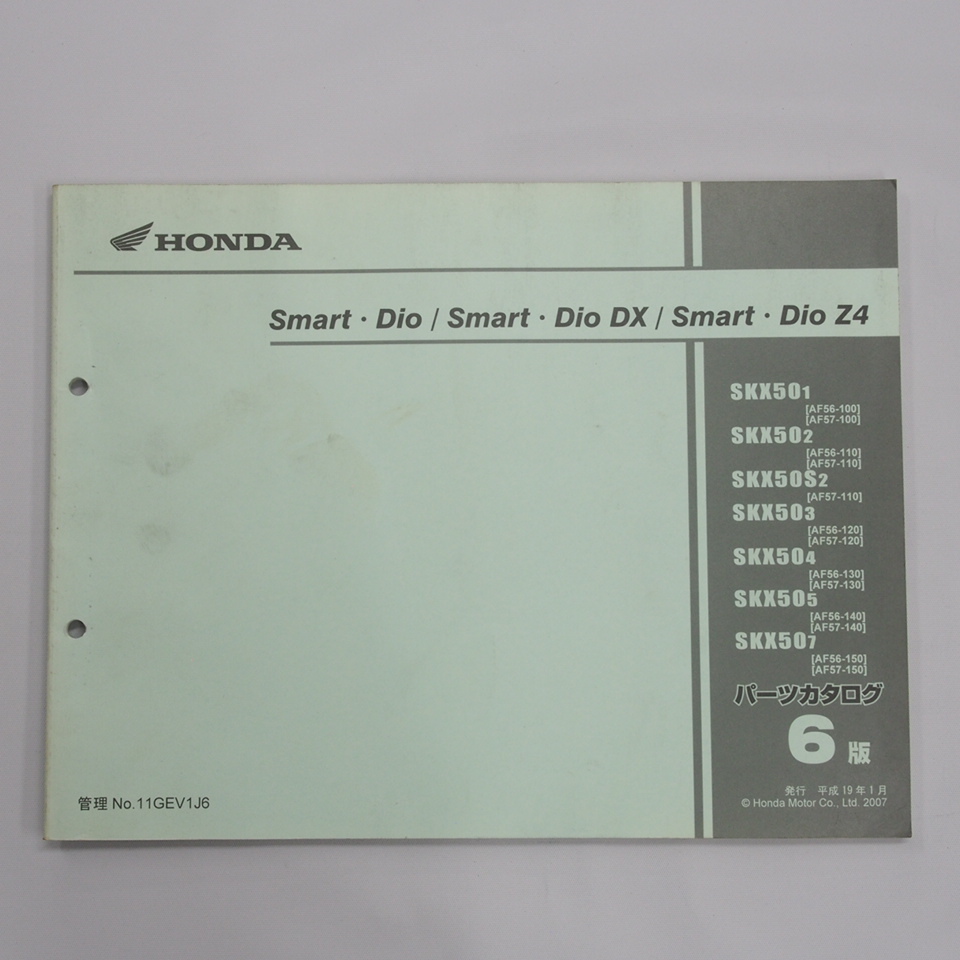 HONDA
Smart・Dio / Smart・Dio DX / Smart・Dio Z4
SKX501
[AF56-100]
[AF57-100]
SKX502
[AF56-110]
[AF57-110]
SKX50S2
[AF57-110]
SKX503
[AF56-120]
[AF57-120]
SKX504
[AF56-130]
[AF57-130]
SKX505
[AF56-140]
[AF57-140]
SKX507
[AF56-150]
[AF57-150]
パーツカタログ
6版
発行 平成19年1月
© Honda Motor Co., Ltd. 2007
管理 No.11GEV1J6